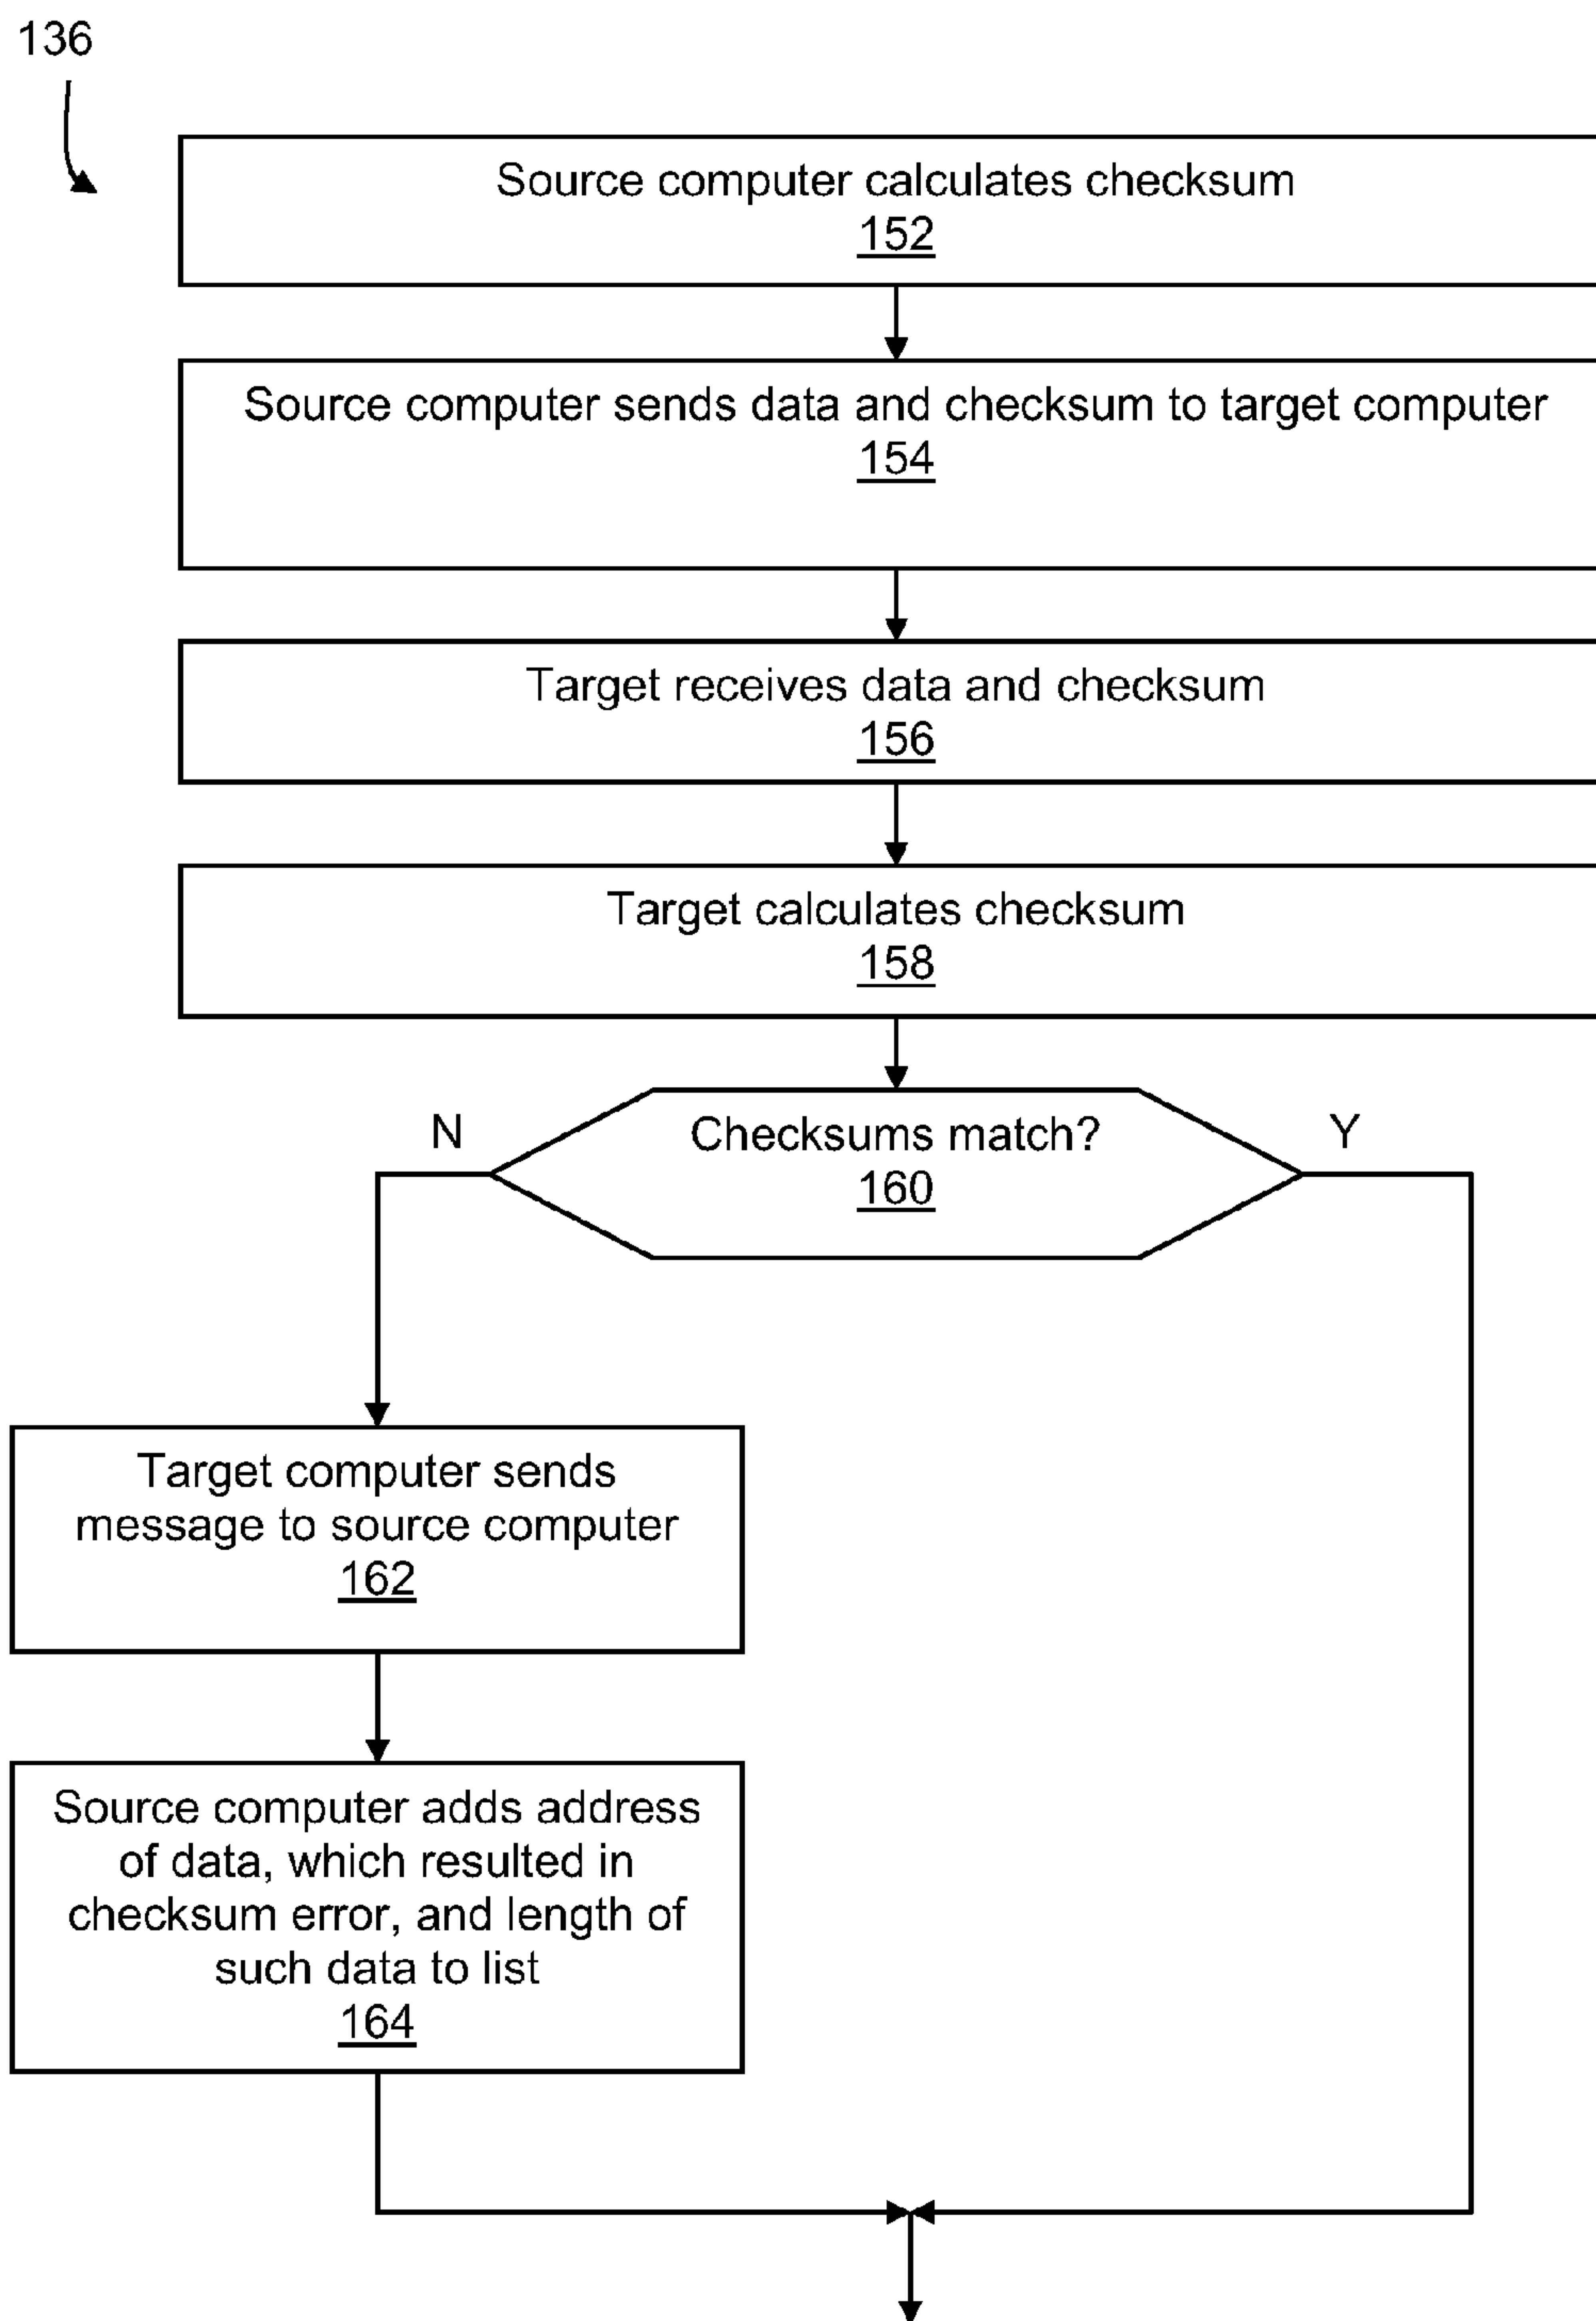 136
Source computer calculates checksum
152
Source computer sends data and checksum to target computer
154
Target receives data and checksum
156
Target calculates checksum
158
N
Checksums match?
Y
160
Target computer sends
message to source computer
162
Source computer adds address
of data, which resulted in
checksum error, and length of
such data to list
164